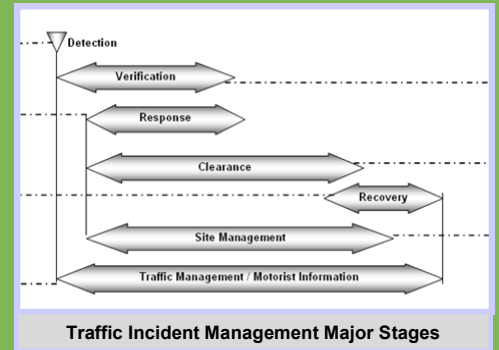 Detection
Verification
Response
Clearance
Recovery
Site Management
Traffic Management / Motorist Information
Traffic Incident Management Major Stages